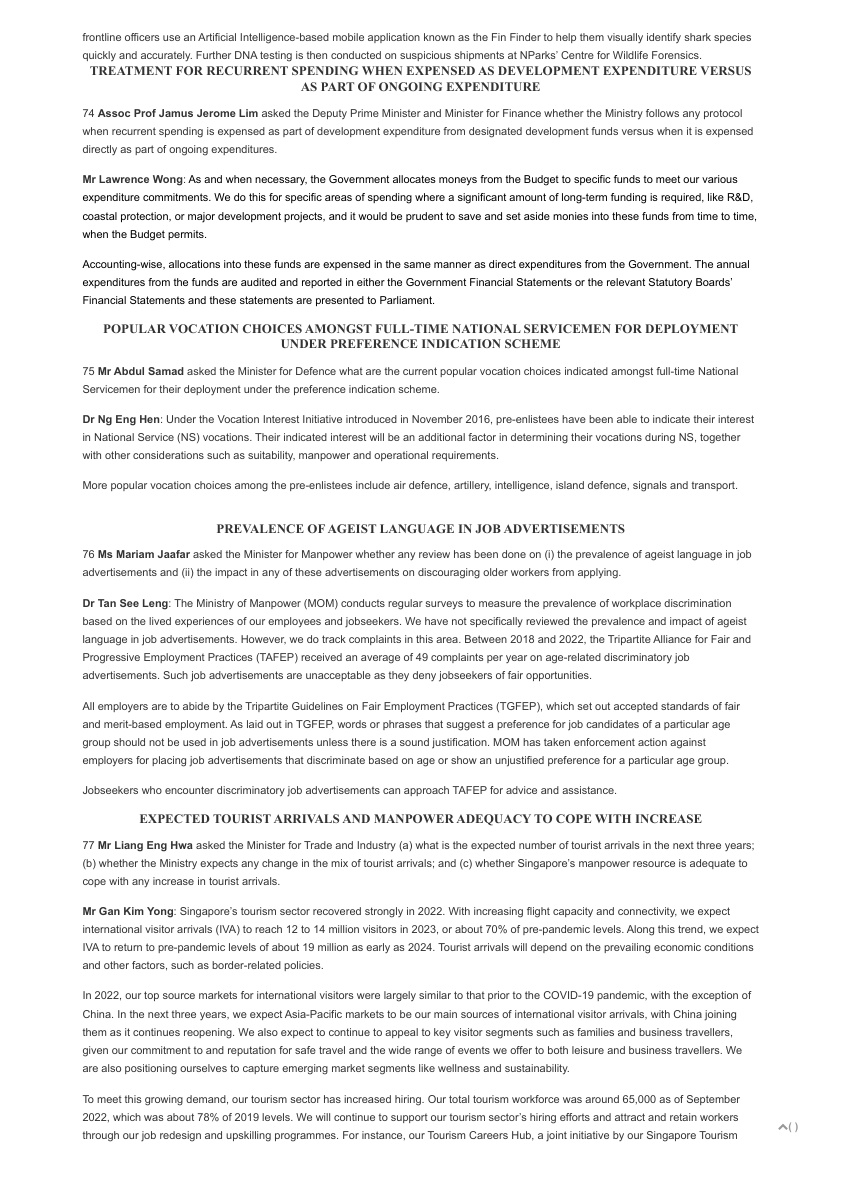 frontline officers use an Artificial Intelligence-based mobile application known as the Fin Finder to help them visually identify shark species
quickly and accurately. Further DNA testing is then conducted on suspicious shipments at NParks’ Centre for Wildlife Forensics.
TREATMENT FOR RECURRENT SPENDING WHEN EXPENSED AS DEVELOPMENT EXPENDITURE VERSUS
AS PART OF ONGOING EXPENDITURE
74 Assoc Prof Jamus Jerome Lim asked the Deputy Prime Minister and Minister for Finance whether the Ministry follows any protocol
when recurrent spending is expensed as part of development expenditure from designated development funds versus when it is expensed
directly as part of ongoing expenditures.
Mr Lawrence Wong: As and when necessary, the Government allocates moneys from the Budget to specific funds to meet our various
expenditure commitments. We do this for specific areas of spending where a significant amount of long-term funding is required, like R&D,
coastal protection, or major development projects, and it would be prudent to save and set aside monies into these funds from time to time,
when the Budget permits.
Accounting-wise, allocations into these funds are expensed in the same manner as direct expenditures from the Government. The annual
expenditures from the funds are audited and reported in either the Government Financial Statements or the relevant Statutory Boards’
Financial Statements and these statements are presented to Parliament.
POPULAR VOCATION CHOICES AMONGST FULL-TIME NATIONAL SERVICEMEN FOR DEPLOYMENT
UNDER PREFERENCE INDICATION SCHEME
75 Mr Abdul Samad asked the Minister for Defence what are the current popular vocation choices indicated amongst full-time National
Servicemen for their deployment under the preference indication scheme.
Dr Ng Eng Hen: Under the Vocation Interest Initiative introduced in November 2016, pre-enlistees have been able to indicate their interest
in National Service (NS) vocations. Their indicated interest will be an additional factor in determining their vocations during NS, together
with other considerations such as suitability, manpower and operational requirements.
More popular vocation choices among the pre-enlistees include air defence, artillery, intelligence, island defence, signals and transport.
PREVALENCE OF AGEIST LANGUAGE IN JOB ADVERTISEMENTS
76 Ms Mariam Jaafar asked the Minister for Manpower whether any review has been done on (i) the prevalence of ageist language in job
advertisements and (ii) the impact in any of these advertisements on discouraging older workers from applying.
Dr Tan See Leng: The Ministry of Manpower (MOM) conducts regular surveys to measure the prevalence of workplace discrimination
based on the lived experiences of our employees and jobseekers. We have not specifically reviewed the prevalence and impact of ageist
language in job advertisements. However, we do track complaints in this area. Between 2018 and 2022, the Tripartite Alliance for Fair and
Progressive Employment Practices (TAFEP) received an average of 49 complaints per year on age-related discriminatory job
advertisements. Such job advertisements are unacceptable as they deny jobseekers of fair opportunities.
All employers are to abide by the Tripartite Guidelines on Fair Employment Practices (TGFEP), which set out accepted standards of fair
and merit-based employment. As laid out in TGFEP, words or phrases that suggest a preference for job candidates of a particular age
group should not be used in job advertisements unless there is a sound justification. MOM has taken enforcement action against
employers for placing job advertisements that discriminate based on age or show an unjustified preference for a particular age group.
Jobseekers who encounter discriminatory job advertisements can approach TAFEP for advice and assistance.
EXPECTED TOURIST ARRIVALS AND MANPOWER ADEQUACY TO COPE WITH INCREASE
77 Mr Liang Eng Hwa asked the Minister for Trade and Industry (a) what is the expected number of tourist arrivals in the next three years;
(b) whether the Ministry expects any change in the mix of tourist arrivals; and (c) whether Singapore’s manpower resource is adequate to
cope with any increase in tourist arrivals.
Mr Gan Kim Yong: Singapore’s tourism sector recovered strongly in 2022. With increasing flight capacity and connectivity, we expect
international visitor arrivals (IVA) to reach 12 to 14 million visitors in 2023, or about 70% of pre-pandemic levels. Along this trend, we expect
IVA to return to pre-pandemic levels of about 19 million as early as 2024. Tourist arrivals will depend on the prevailing economic conditions
and other factors, such as border-related policies.
In 2022, our top source markets for international visitors were largely similar to that prior to the COVID-19 pandemic, with the exception of
China. In the next three years, we expect Asia-Pacific markets to be our main sources of international visitor arrivals, with China joining
them as it continues reopening. We also expect to continue to appeal to key visitor segments such as families and business travellers,
given our commitment to and reputation for safe travel and the wide range of events we offer to both leisure and business travellers. We
are also positioning ourselves to capture emerging market segments like wellness and sustainability.
To meet this growing demand, our tourism sector has increased hiring. Our total tourism workforce was around 65,000 as of September
2022, which was about 78% of 2019 levels. We will continue to support our tourism sector’s hiring efforts and attract and retain workers
through our job redesign and upskilling programmes. For instance, our Tourism Careers Hub, a joint initiative by our Singapore Tourism
( )